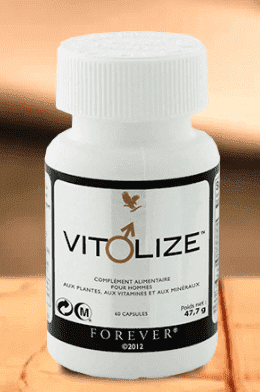 VITOLIZE™
COMPLÉMENT ALIMENTAIRE
POUR HOMMES
AUX PLANTES, AUX VITAMINES ET AUX MINÉRAUX
60 CAPSULES
Poids net :
47,7 g
M
FOREVER®
©2012